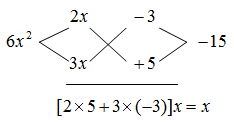 2x -3
6x² -15
3x +5
[2×5+3×(-3)]x = x